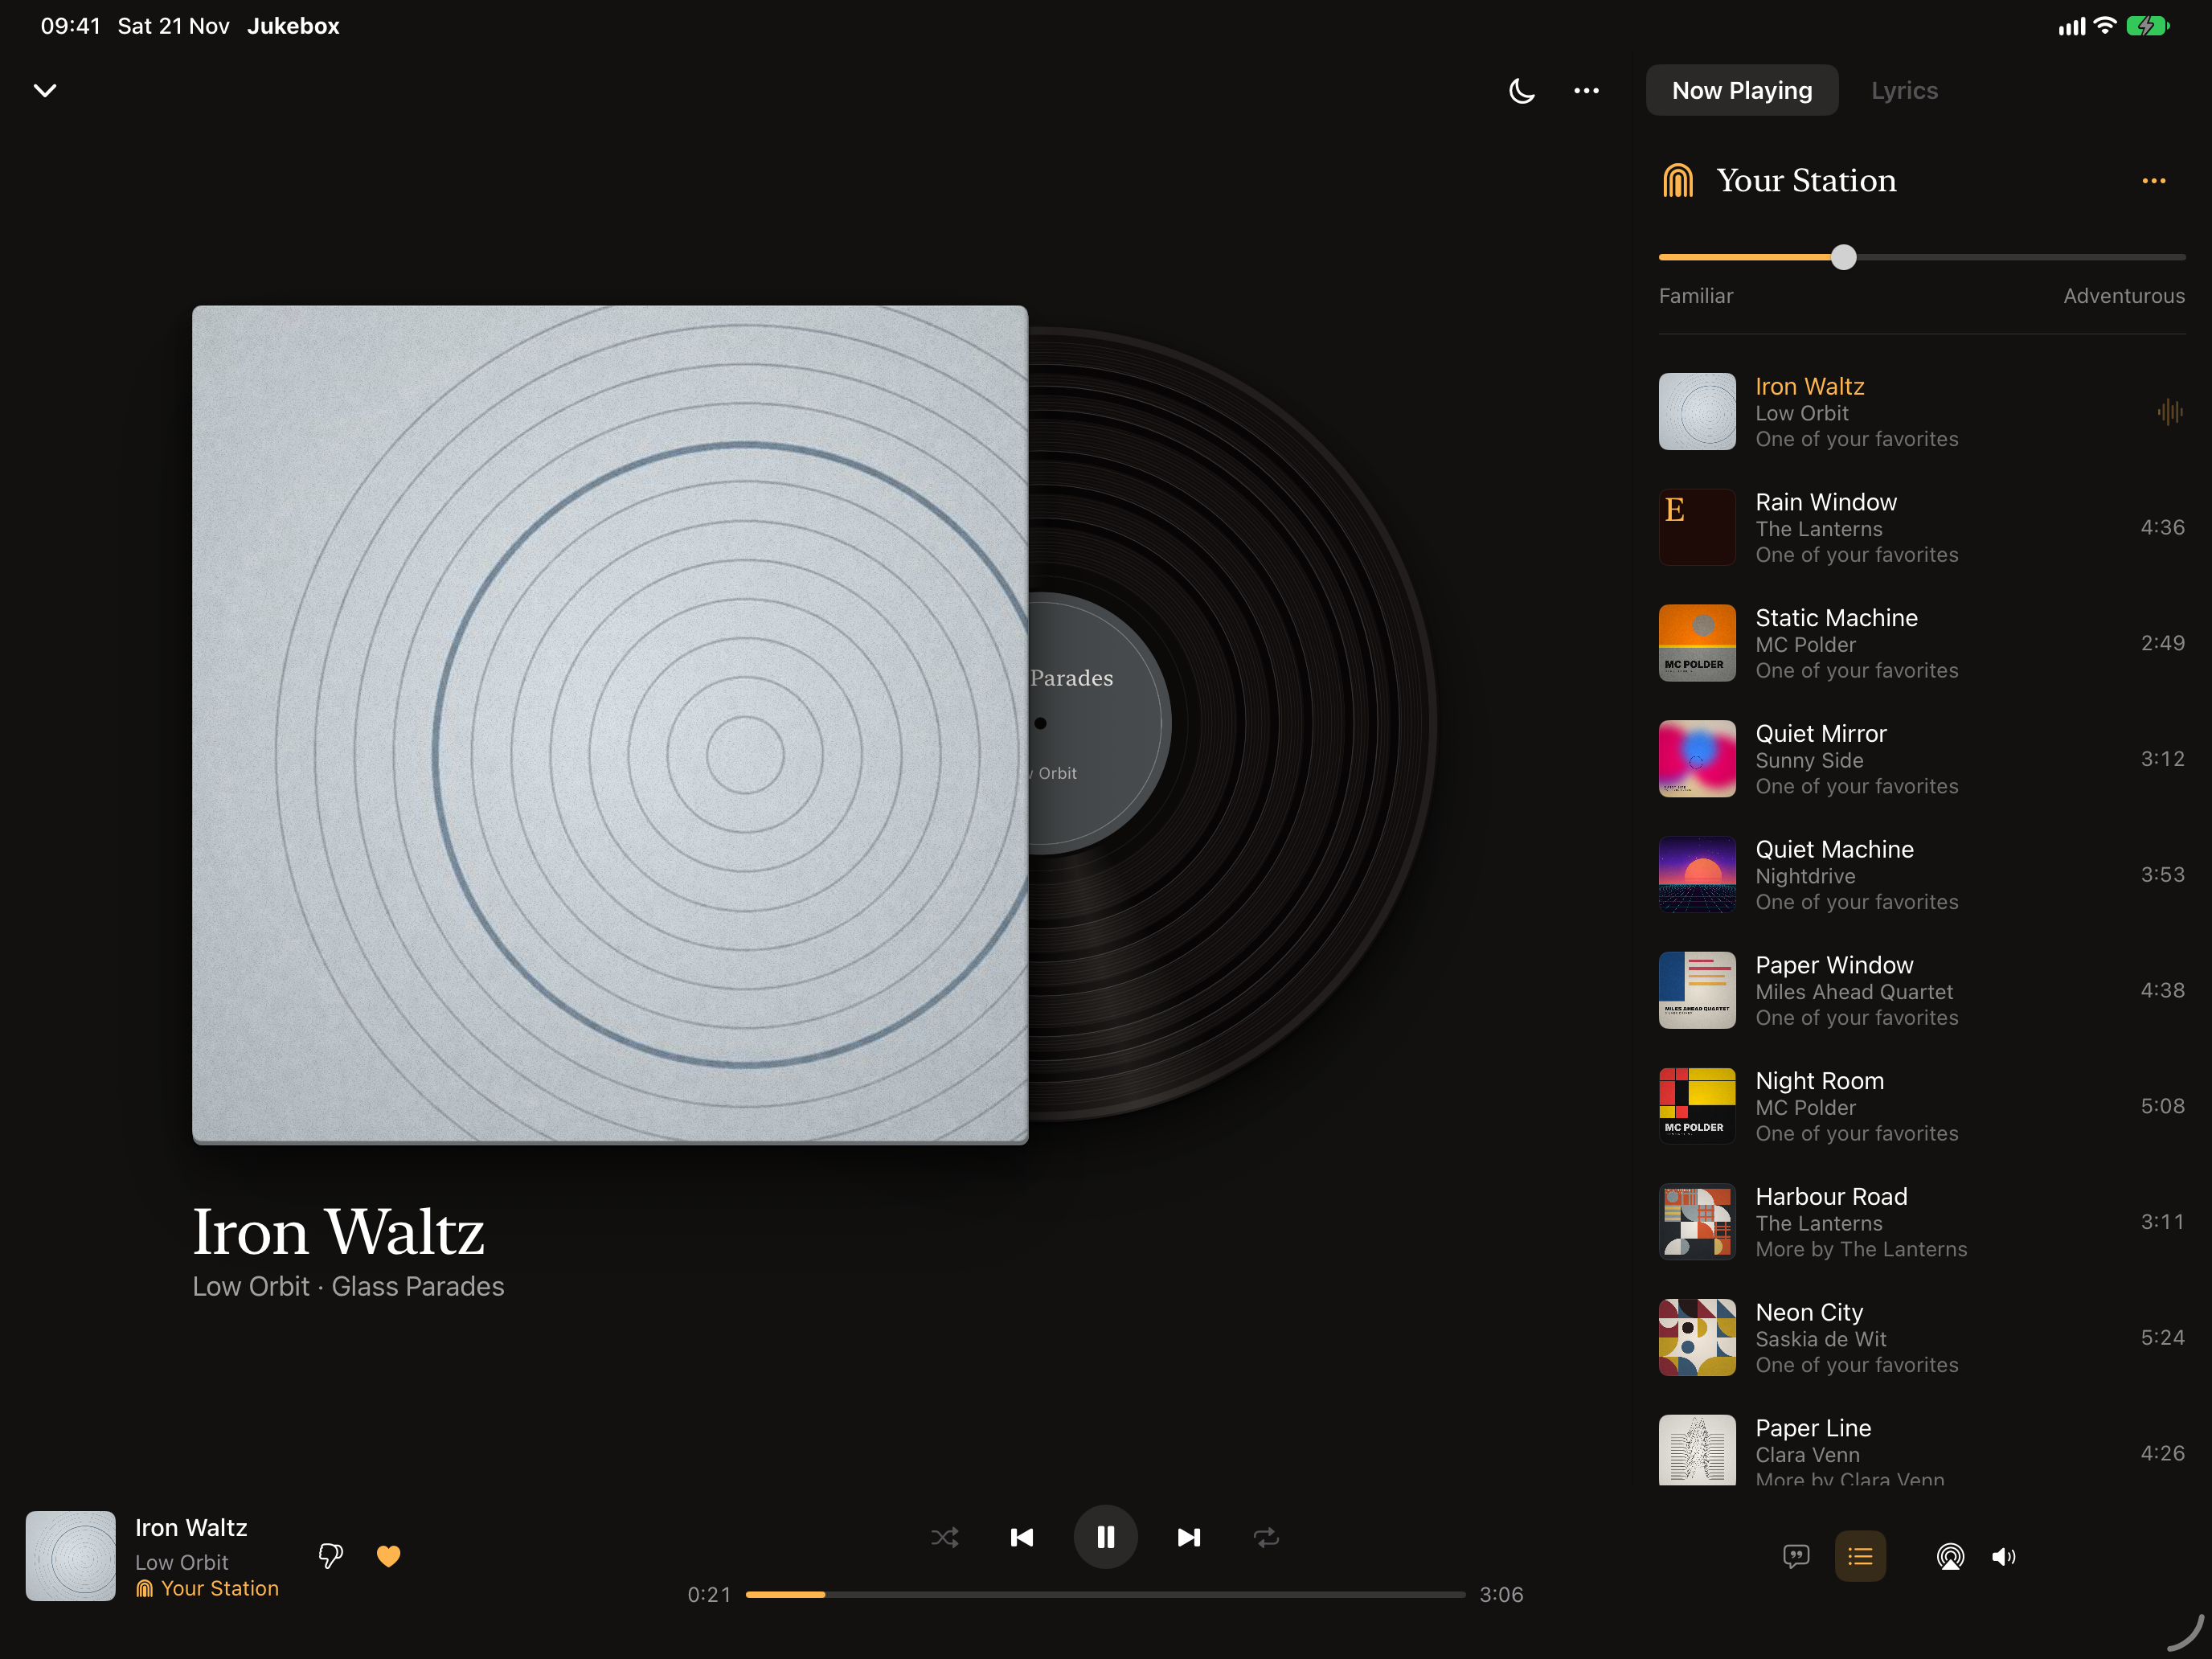 09:41 Sat 21 Nov Jukebox
Now Playing
Lyrics
Your Station
Familiar
Adventurous
Parades
Orbit
Iron Waltz
Low Orbit · Glass Parades
Iron Waltz
Low Orbit
One of your favorites
E
Rain Window
The Lanterns
One of your favorites
4:36
MC POLDER
Static Machine
MC Polder
One of your favorites
2:49
Quiet Mirror
Sunny Side
One of your favorites
3:12
Quiet Machine
Nightdrive
One of your favorites
3:53
MILES AHEAD QUARTET
Paper Window
Miles Ahead Quartet
One of your favorites
4:38
MC POLDER
Night Room
MC Polder
One of your favorites
5:08
Harbour Road
The Lanterns
More by The Lanterns
3:11
Neon City
Saskia de Wit
One of your favorites
5:24
Paper Line
Clara Venn
More by Clara Venn
4:26
Iron Waltz
Low Orbit
Your Station
0:21
3:06